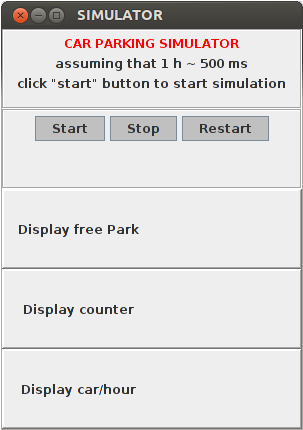 SIMULATOR
CAR PARKING SIMULATOR
assuming that 1 h ~ 500 ms
click "start" button to start simulation
Start Stop Restart
Display free Park
Display counter
Display car/hour